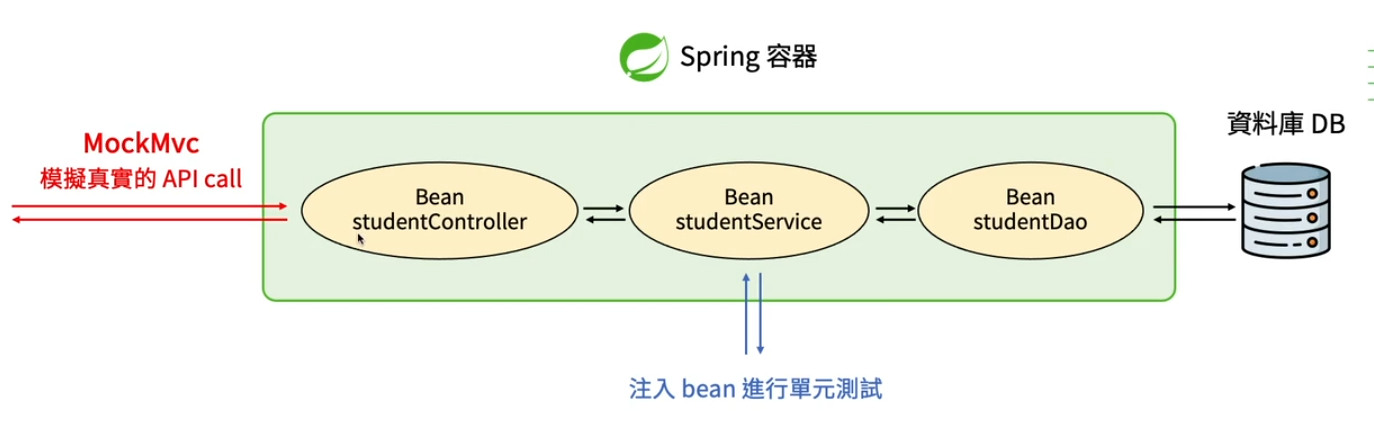 Spring 容器
MockMvc
模擬真實的 API call
Bean
studentController
Bean
studentService
Bean
studentDao
資料庫 DB
注入 bean 進行單元測試